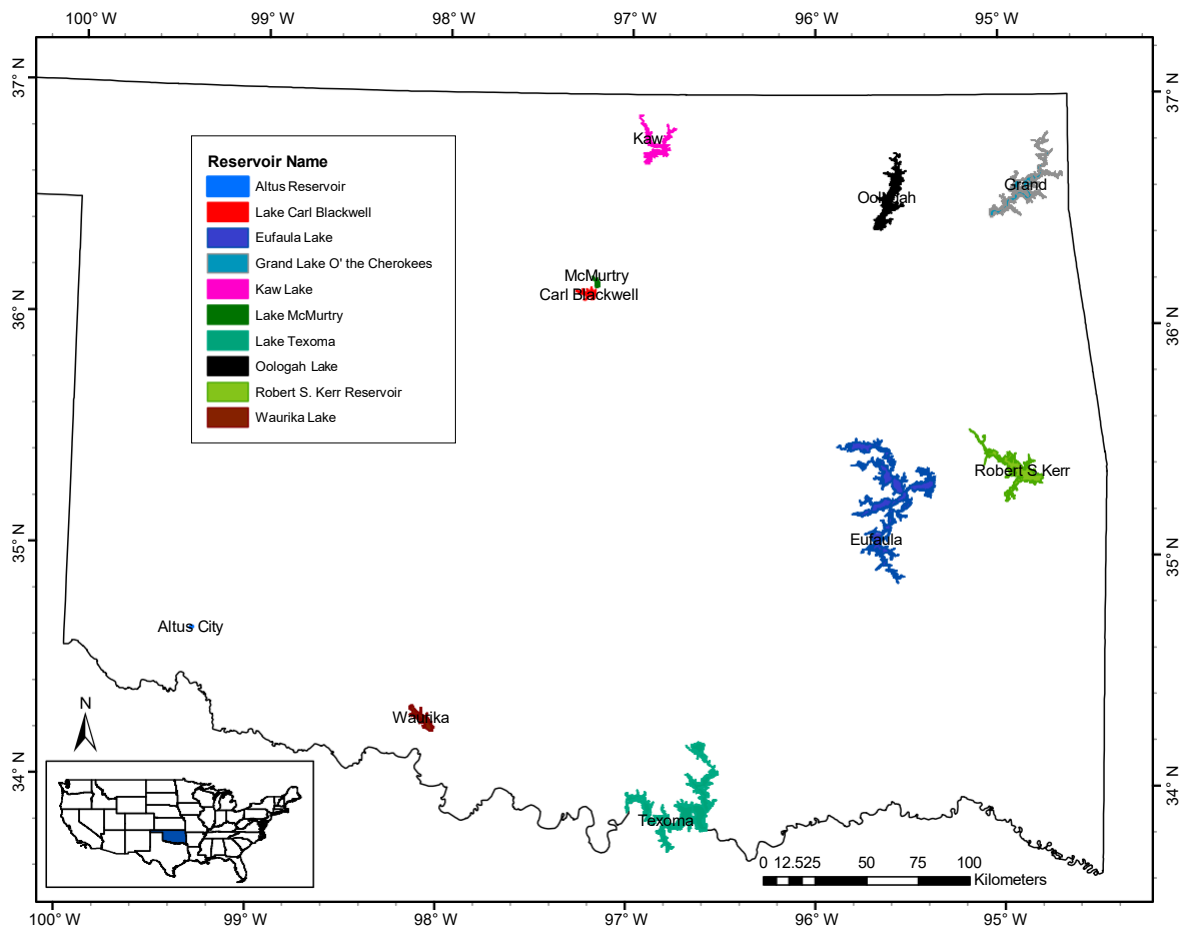 100° W 99° W 98° W 97° W 96° W 95° W
37° N
37° N
Kaw
Reservoir Name
Altus Reservoir
Lake Carl Blackwell
Eufaula Lake
Grand Lake O' the Cherokees
Kaw Lake
Lake McMurtry
Lake Texoma
Oologah Lake
Robert S. Kerr Reservoir
Waurika Lake
Grand
Oologah
McMurtry
Carl Blackwell
36° N
36° N
Robert S Kerr
Eufaula
35° N
35° N
Altus City
Waurika
N
34° N
34° N
Texoma
0 12.525 50 75 100
Kilometers
100° W 99° W 98° W 97° W 96° W 95° W